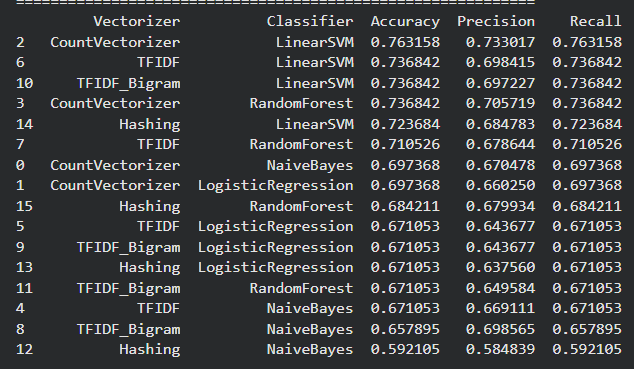 ============================================================
Vectorizer Classifier Accuracy Precision Recall
2 CountVectorizer LinearSVM 0.763158 0.733017 0.763158
6 TFIDF LinearSVM 0.736842 0.698415 0.736842
10 TFIDF_Bigram LinearSVM 0.736842 0.697227 0.736842
3 CountVectorizer RandomForest 0.736842 0.705719 0.736842
14 Hashing LinearSVM 0.723684 0.684783 0.723684
7 TFIDF RandomForest 0.710526 0.678644 0.710526
0 CountVectorizer NaiveBayes 0.697368 0.670478 0.697368
1 CountVectorizer LogisticRegression 0.697368 0.660250 0.697368
15 Hashing RandomForest 0.684211 0.679934 0.684211
5 TFIDF LogisticRegression 0.671053 0.643677 0.671053
9 TFIDF_Bigram LogisticRegression 0.671053 0.643677 0.671053
13 Hashing LogisticRegression 0.671053 0.637560 0.671053
11 TFIDF_Bigram RandomForest 0.671053 0.649584 0.671053
4 TFIDF NaiveBayes 0.671053 0.669111 0.671053
8 TFIDF_Bigram NaiveBayes 0.657895 0.698565 0.657895
12 Hashing NaiveBayes 0.592105 0.584839 0.592105